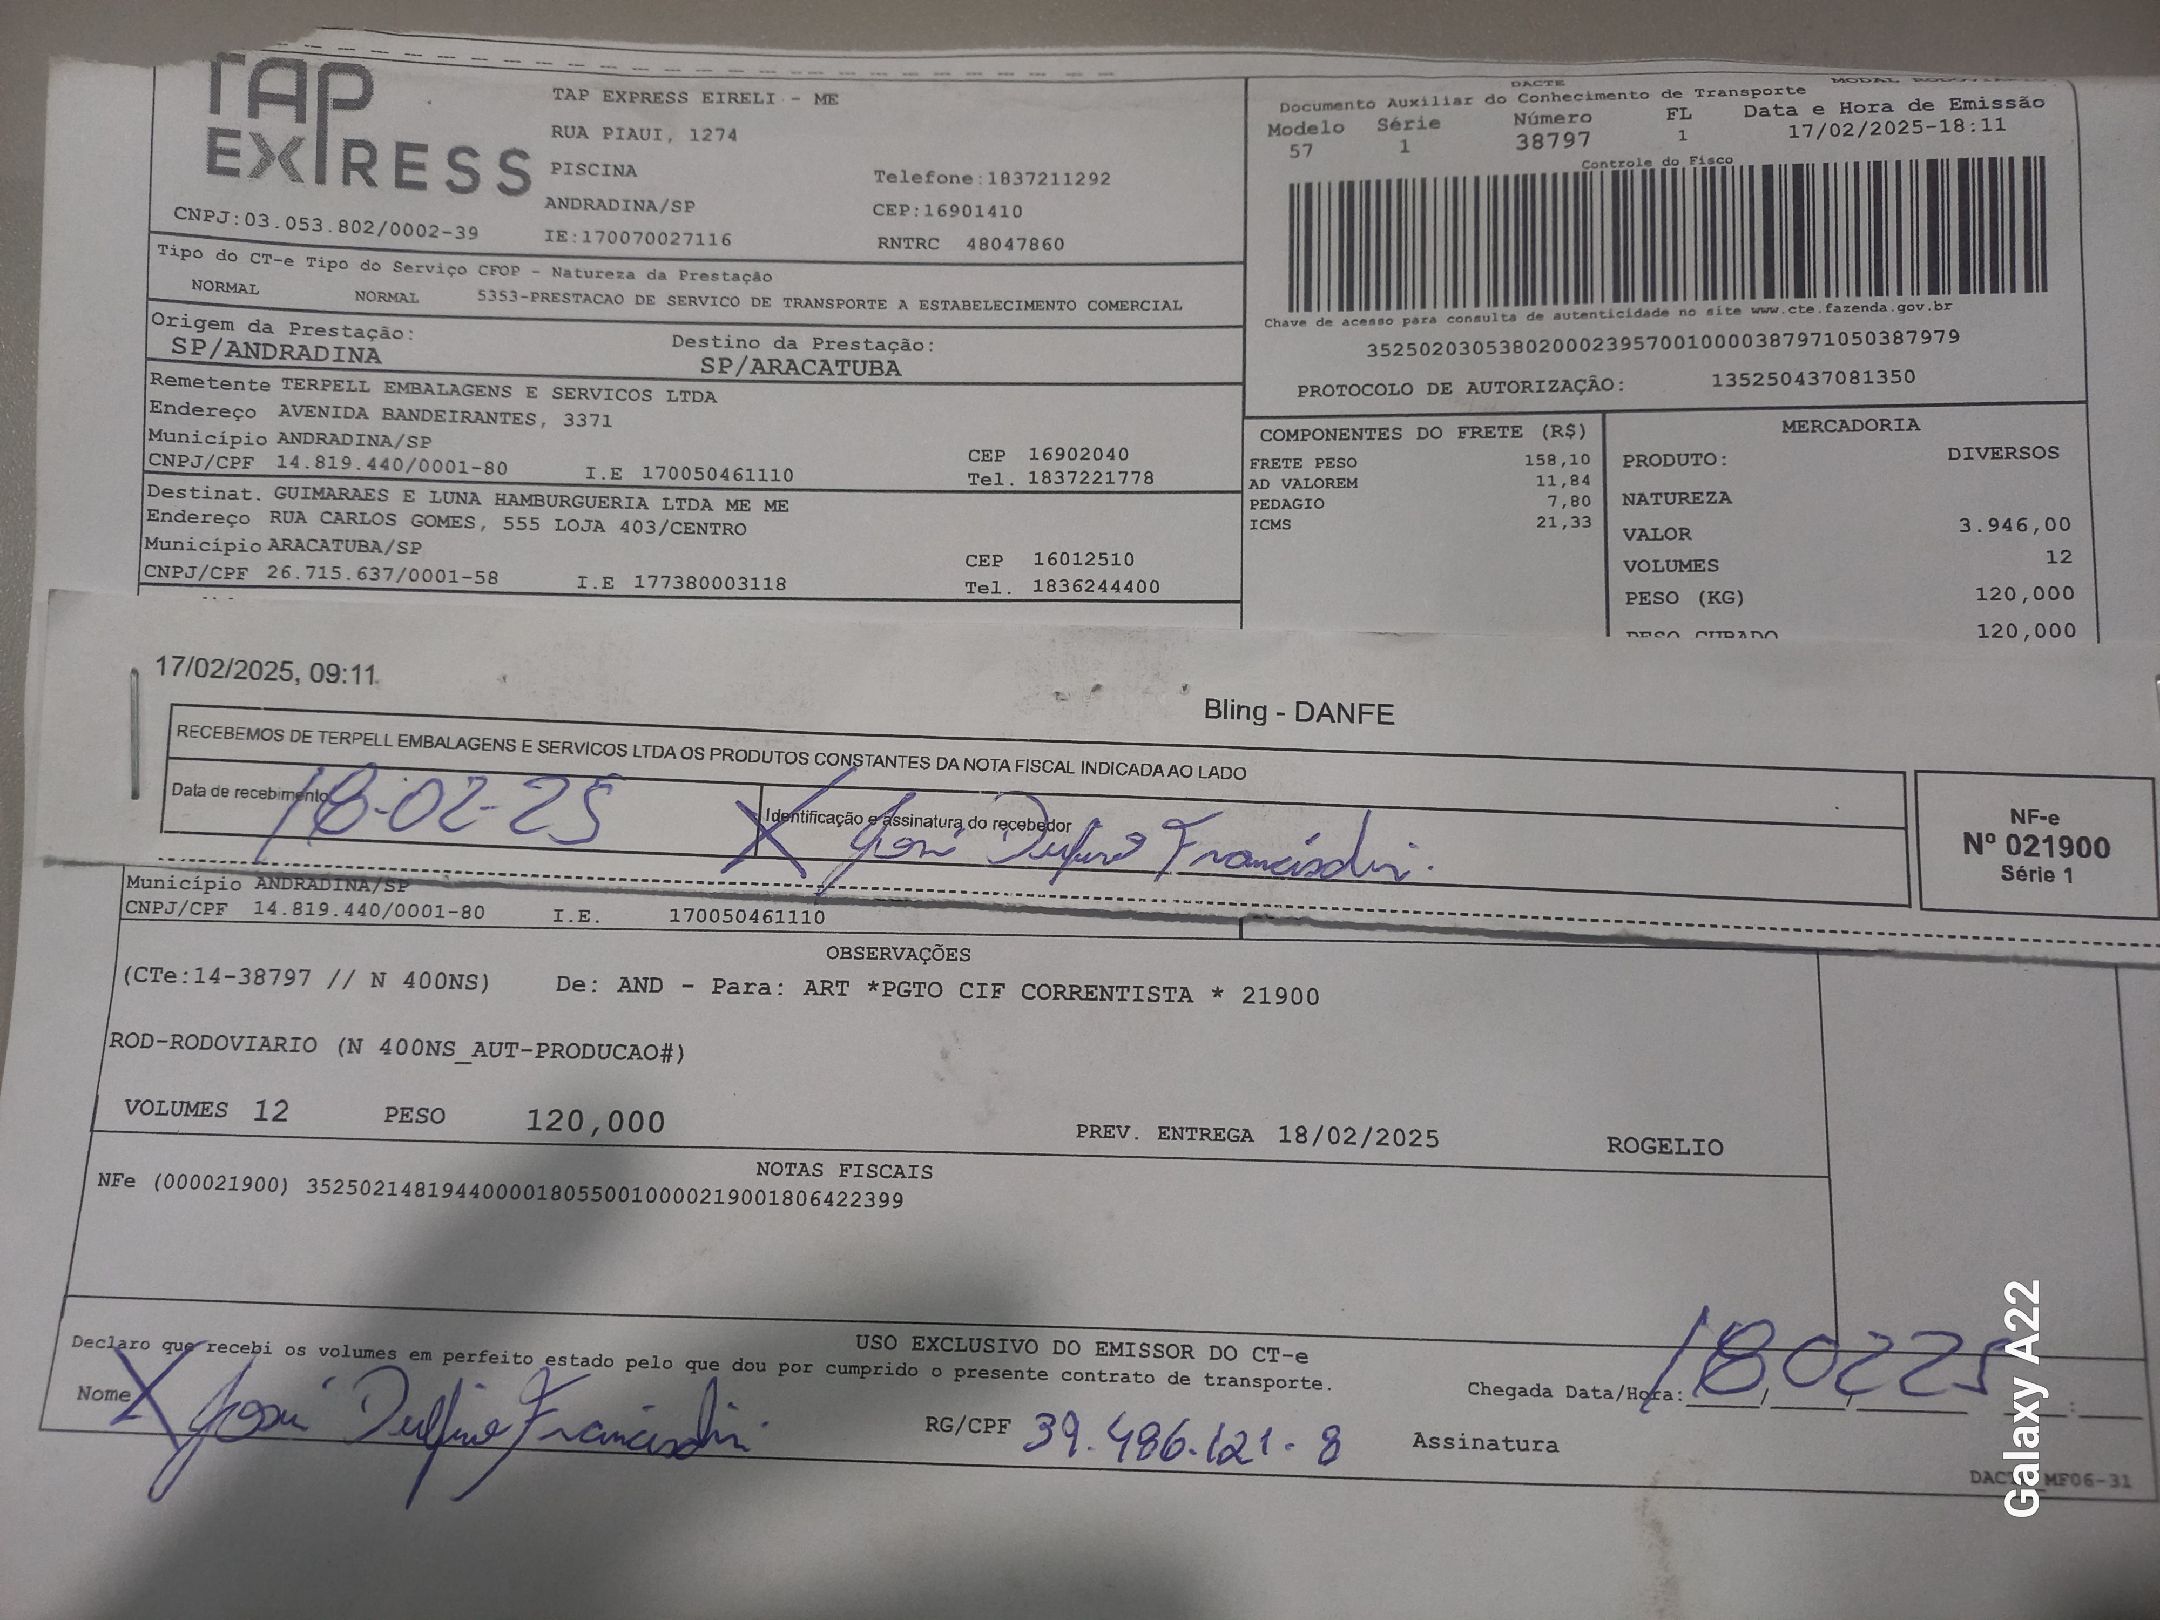 TAP EXPRESS
CNPJ:03.053.802/0002-39
TAP EXPRESS EIRELI - ME
RUA PIAUI, 1274
PISCINA
ANDRADINA/SP
IE:170070027116
Telefone:1837211292
CEP:16901410
RNTRC 48047860
DACTE
MODAL RODOVIARIO
Documento Auxiliar do Conhecimento de Transporte
Modelo Série Número FL Data e Hora de Emissão
57 1 38797 1 17/02/2025-18:11
Controle do Fisco
Chave de acesso para consulta de autenticidade no site www.cte.fazenda.gov.br
35250203053802000239570010000387971050387979
PROTOCOLO DE AUTORIZAÇÃO: 135250437081350
Tipo do CT-e Tipo do Serviço CFOP - Natureza da Prestação
NORMAL NORMAL 5353-PRESTACAO DE SERVICO DE TRANSPORTE A ESTABELECIMENTO COMERCIAL
Origem da Prestação: Destino da Prestação:
SP/ANDRADINA SP/ARACATUBA
Remetente TERPELL EMBALAGENS E SERVICOS LTDA
Endereço AVENIDA BANDEIRANTES, 3371
Município ANDRADINA/SP CEP 16902040
CNPJ/CPF 14.819.440/0001-80 I.E 170050461110 Tel. 1837221778
Destinat. GUIMARAES E LUNA HAMBURGUERIA LTDA ME ME
Endereço RUA CARLOS GOMES, 555 LOJA 403/CENTRO
Município ARACATUBA/SP CEP 16012510
CNPJ/CPF 26.715.637/0001-58 I.E 177380003118 Tel. 1836244400
COMPONENTES DO FRETE (R$)
FRETE PESO 158,10
AD VALOREM 11,84
PEDAGIO 7,80
ICMS 21,33
MERCADORIA
PRODUTO: DIVERSOS
NATUREZA
VALOR 3.946,00
VOLUMES 12
PESO (KG) 120,000
PESO CUBADO 120,000
17/02/2025, 09:11
Bling - DANFE
RECEBEMOS DE TERPELL EMBALAGENS E SERVICOS LTDA OS PRODUTOS CONSTANTES DA NOTA FISCAL INDICADA AO LADO
Data de recebimento Identificação e assinatura do recebedor
18-02-25
NF-e
Nº 021900
Série 1
Município ANDRADINA/SP
CNPJ/CPF 14.819.440/0001-80 I.E. 170050461110
OBSERVAÇÕES
(CTe:14-38797 // N 400NS) De: AND - Para: ART *PGTO CIF CORRENTISTA * 21900
ROD-RODOVIARIO (N 400NS_AUT-PRODUCAO#)
VOLUMES 12 PESO 120,000 PREV. ENTREGA 18/02/2025 ROGELIO
NOTAS FISCAIS
NFe (000021900) 35250214819440000180550010000219001806422399
USO EXCLUSIVO DO EMISSOR DO CT-e
Declaro que recebi os volumes em perfeito estado pelo que dou por cumprido o presente contrato de transporte.
Nome RG/CPF 39.486.121-8 Chegada Data/Hora: 18 02 25
Assinatura
MF06-31
Galaxy A22